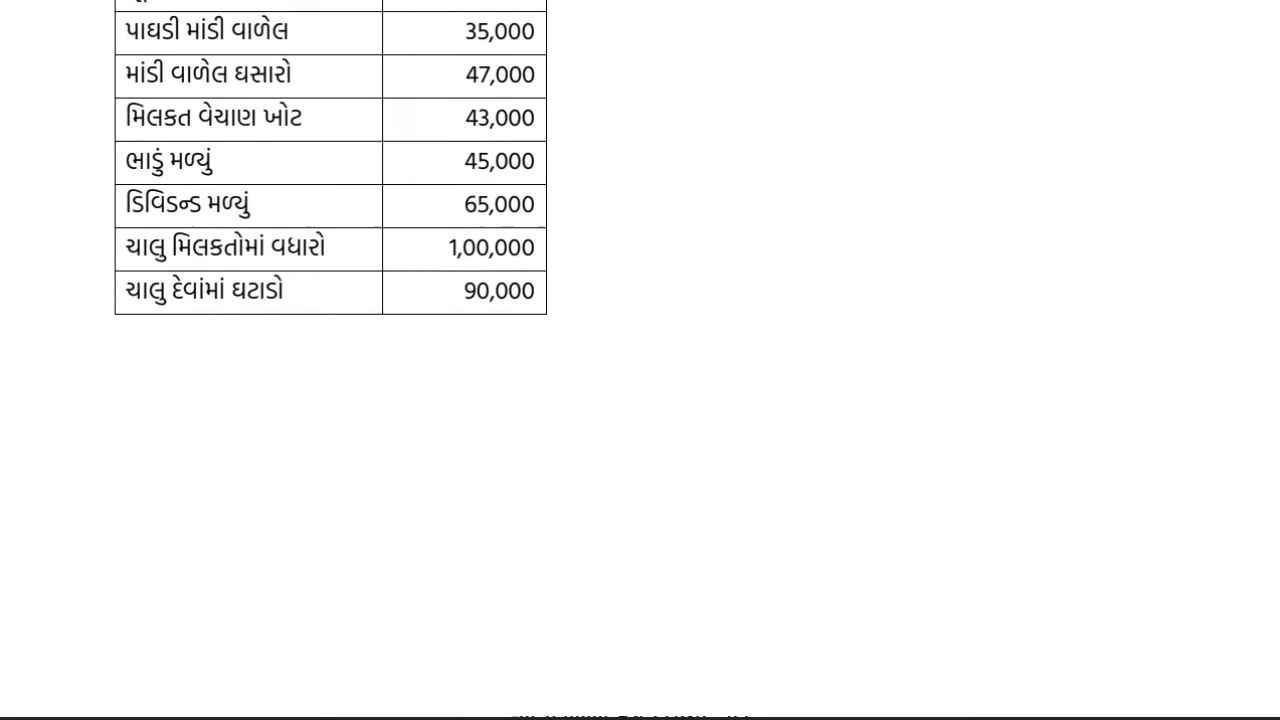 પાઘડી માંડી વાળેલ 35,000
માંડી વાળેલ ઘસારો 47,000
મિલકત વેચાણ ખોટ 43,000
ભાડું મળ્યું 45,000
ડિવિડન્ડ મળ્યું 65,000
ચાલુ મિલકતોમાં વધારો 1,00,000
ચાલુ દેવાંમાં ઘટાડો 90,000